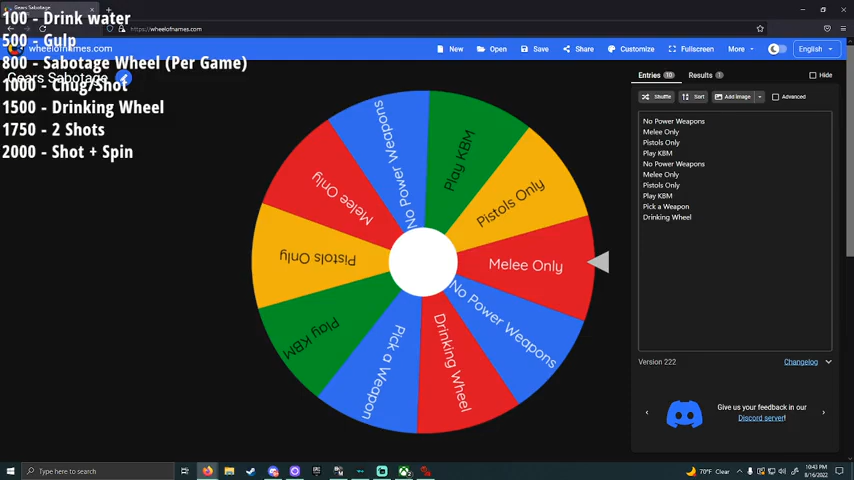 Gears Sabotage
https://wheelofnames.com
100 - Drink water
500 - Gulp
800 - Sabotage Wheel (Per Game)
1000 - Chug/Shot
1500 - Drinking Wheel
1750 - 2 Shots
2000 - Shot + Spin
wheelofnames.com
New
Open
Save
Share
Customize
Fullscreen
More
English
Gears Sabotage
No Power Weapons
Play KBM
Pistols Only
Melee Only
No Power Weapons
Drinking Wheel
Pick a Weapon
Play KBM
Pistols Only
Melee Only
Entries 10
Results 1
Hide
Shuffle
Sort
Add image
Advanced
No Power Weapons
Melee Only
Pistols Only
Play KBM
No Power Weapons
Melee Only
Pistols Only
Play KBM
Pick a Weapon
Drinking Wheel
Version 222
Changelog
Give us your feedback in our
Discord server!
Type here to search
70°F Clear
10:43 PM
8/16/2022